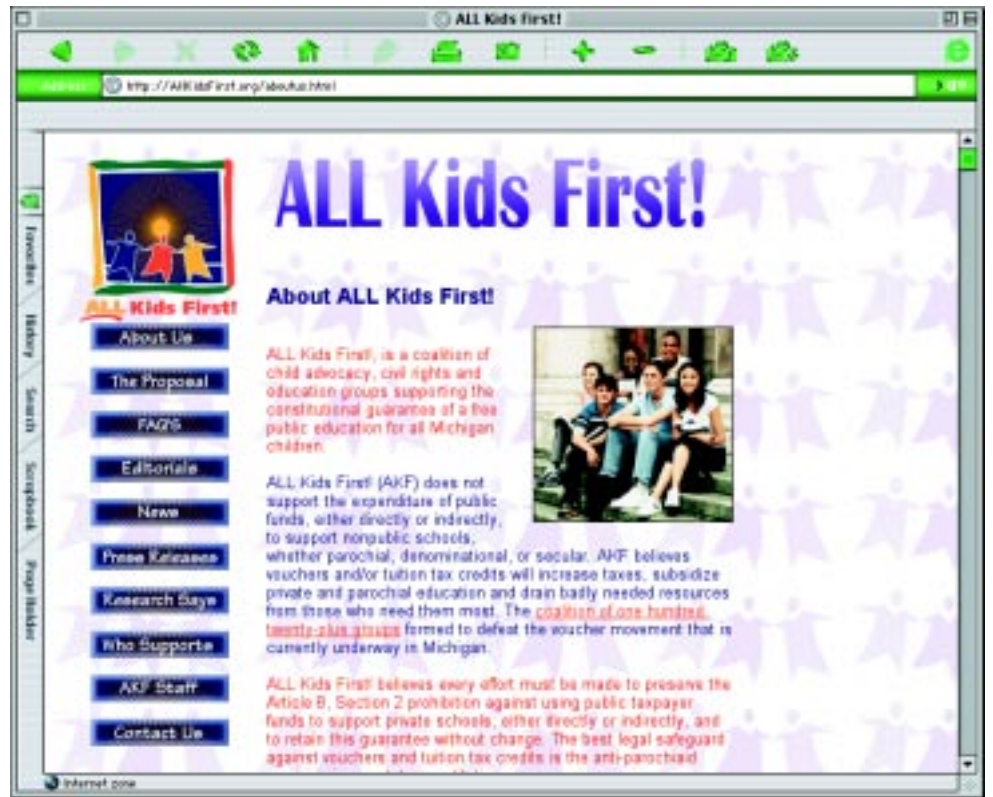 ALL Kids First!
http://AllKidsFirst.org/aboutus.html
Favorites
History
Search
Scrapbook
Page Holder
ALL Kids First!
ALL Kids First!
About Us
The Proposal
FAQ'S
Editorials
News
Press Releases
Research Says
Who Supports
AKF Staff
Contact Us
About ALL Kids First!
ALL Kids First!, is a coalition of
child advocacy, civil rights and
education groups supporting the
constitutional guarantee of a free
public education for all Michigan
children.
ALL Kids First! (AKF) does not
support the expenditure of public
funds, either directly or indirectly,
to support nonpublic schools,
whether parochial, denominational, or secular. AKF believes
vouchers and/or tuition tax credits will increase taxes, subsidize
private and parochial education and drain badly needed resources
from those who need them most. The coalition of one hundred
twenty-plus groups formed to defeat the voucher movement that is
currently underway in Michigan.
ALL Kids First! believes every effort must be made to preserve the
Article 8, Section 2 prohibition against using public taxpayer
funds to support private schools, either directly or indirectly, and
to retain this guarantee without change. The best legal safeguard
against vouchers and tuition tax credits is the anti-parochiaid
Internet zone